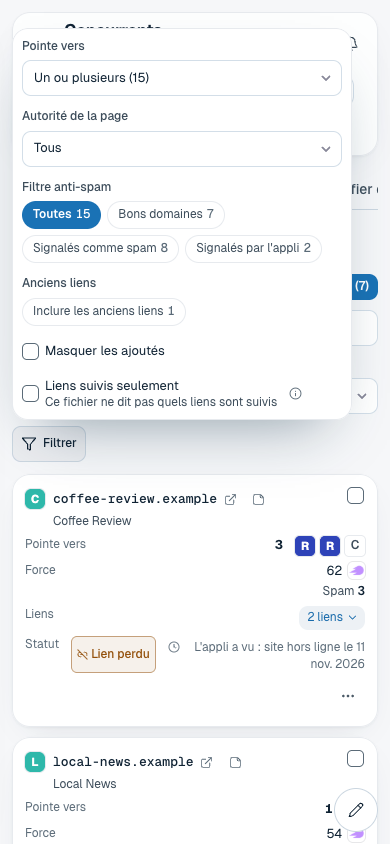 Pointe vers
Un ou plusieurs (15)
Autorité de la page
Tous
Filtre anti-spam
Toutes 15
Bons domaines 7
Signalés comme spam 8
Signalés par l'appli 2
(7)
Anciens liens
Inclure les anciens liens 1
Masquer les ajoutés
Liens suivis seulement
Ce fichier ne dit pas quels liens sont suivis
Filtrer
C coffee-review.example
Coffee Review
Pointe vers 3 R R C
Force 62
Spam 3
Liens 2 liens
Statut Lien perdu L'appli a vu : site hors ligne le 11
nov. 2026
L local-news.example
Local News
Pointe vers 1
Force 54